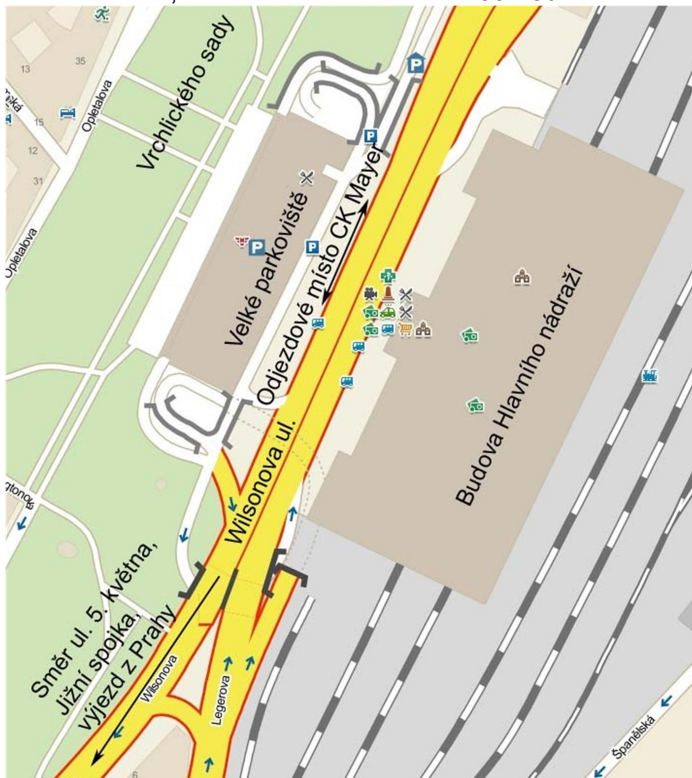 Vrchlického sady
Opletalova
13
35
15
12
31
Opletalova
P
P
Velké parkoviště
P
P
Odjezdové místo CK Mayer
Budova Hlavního nádraží
Wilsonova ul.
Směr ul. 5. května,
Jižní spojka,
výjezd z Prahy
Wilsonova
Legerova
Španělská
6